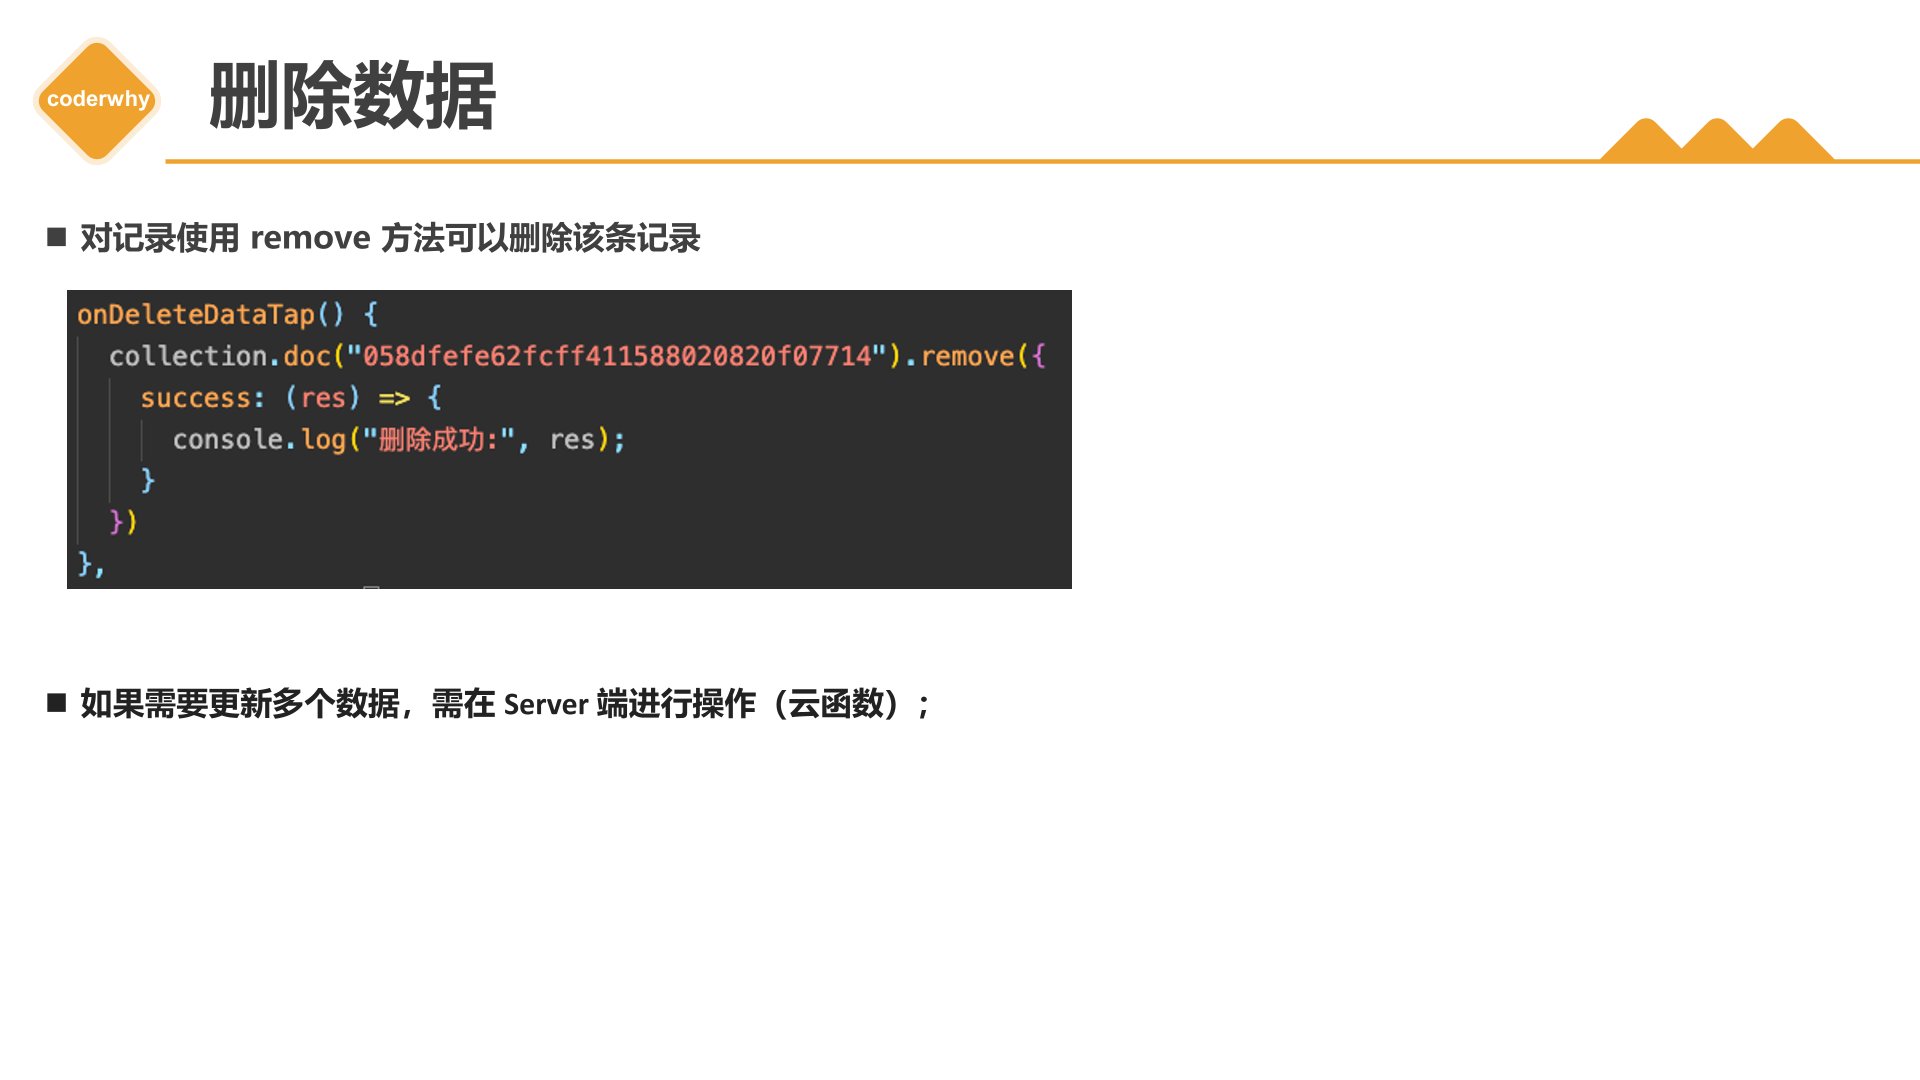 coderwhy
删除数据
■ 对记录使用 remove 方法可以删除该条记录
onDeleteDataTap() {
  collection.doc("058dfefe62fcff411588020820f07714").remove({
    success: (res) => {
      console.log("删除成功:", res);
    }
  })
},
■ 如果需要更新多个数据，需在 Server 端进行操作（云函数）；